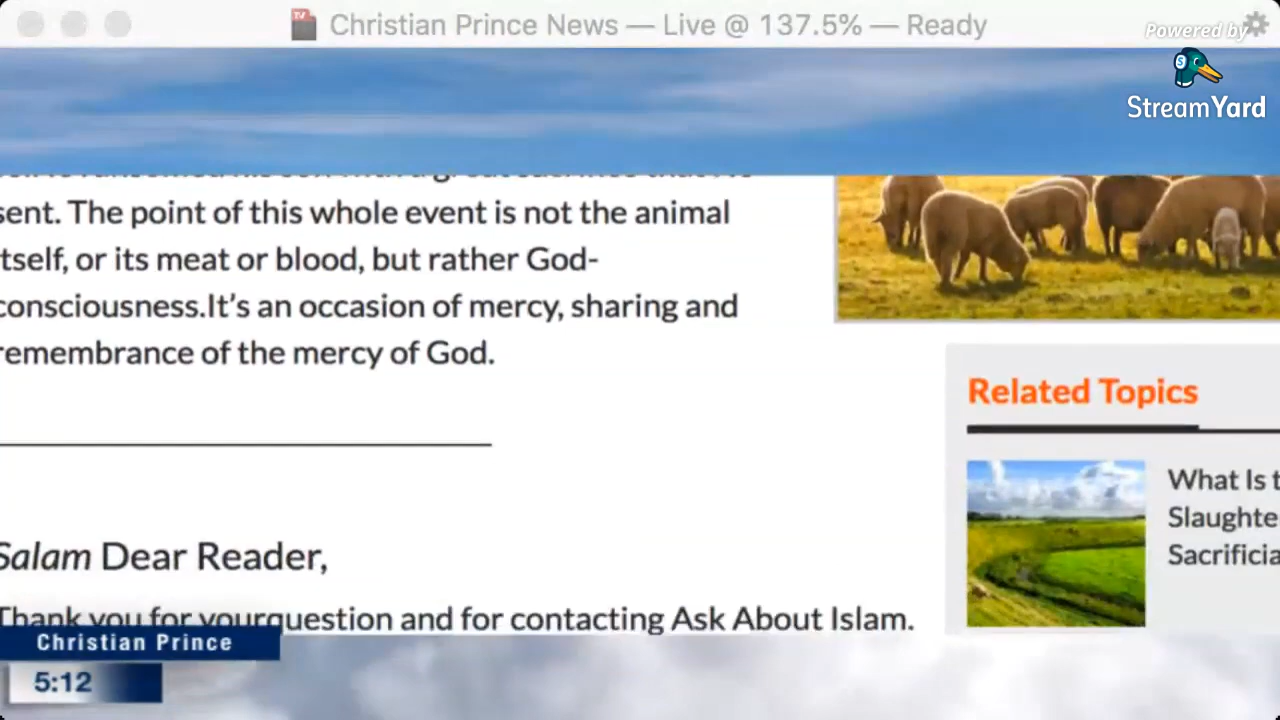 Christian Prince News — Live @ 137.5% — Ready
Powered by
StreamYard
sent. The point of this whole event is not the animal
tself, or its meat or blood, but rather God-
consciousness.It's an occasion of mercy, sharing and
remembrance of the mercy of God.
Related Topics
What Is t
Slaughte
Sacrificia
Salam Dear Reader,
Thank you for yourquestion and for contacting Ask About Islam.
Christian Prince
5:12